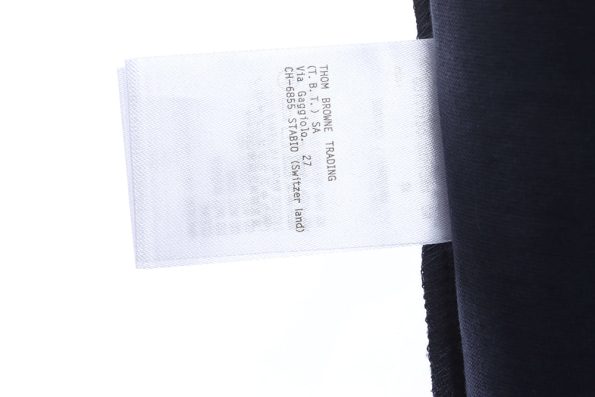 THOM BROWNE TRADING
(T.B.T.) SA
Via Gaggiolo, 27
CH-6855 STABIO (Switzer land)